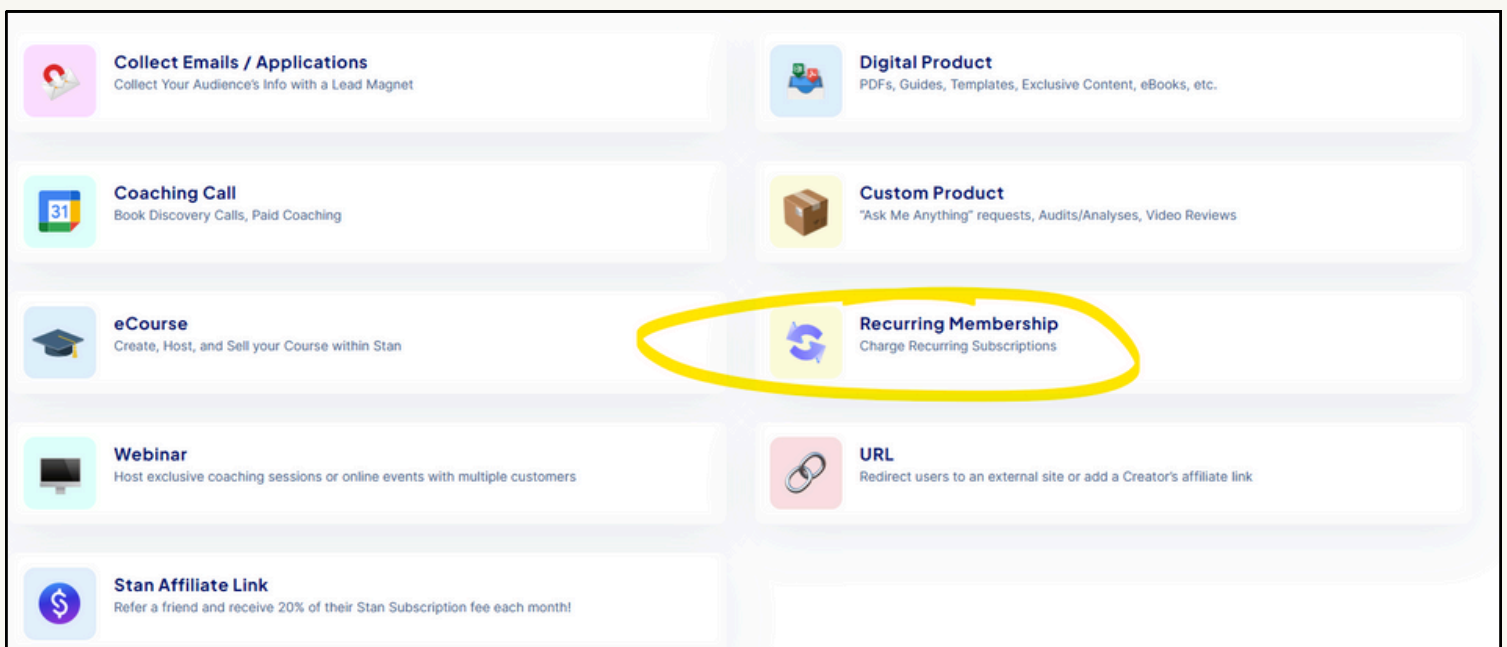 Collect Emails / Applications
Collect Your Audience's Info with a Lead Magnet
Digital Product
PDFs, Guides, Templates, Exclusive Content, eBooks, etc.
31
Coaching Call
Book Discovery Calls, Paid Coaching
Custom Product
"Ask Me Anything" requests, Audits/Analyses, Video Reviews
eCourse
Create, Host, and Sell your Course within Stan
Recurring Membership
Charge Recurring Subscriptions
Webinar
Host exclusive coaching sessions or online events with multiple customers
URL
Redirect users to an external site or add a Creator's affiliate link
$
Stan Affiliate Link
Refer a friend and receive 20% of their Stan Subscription fee each month!